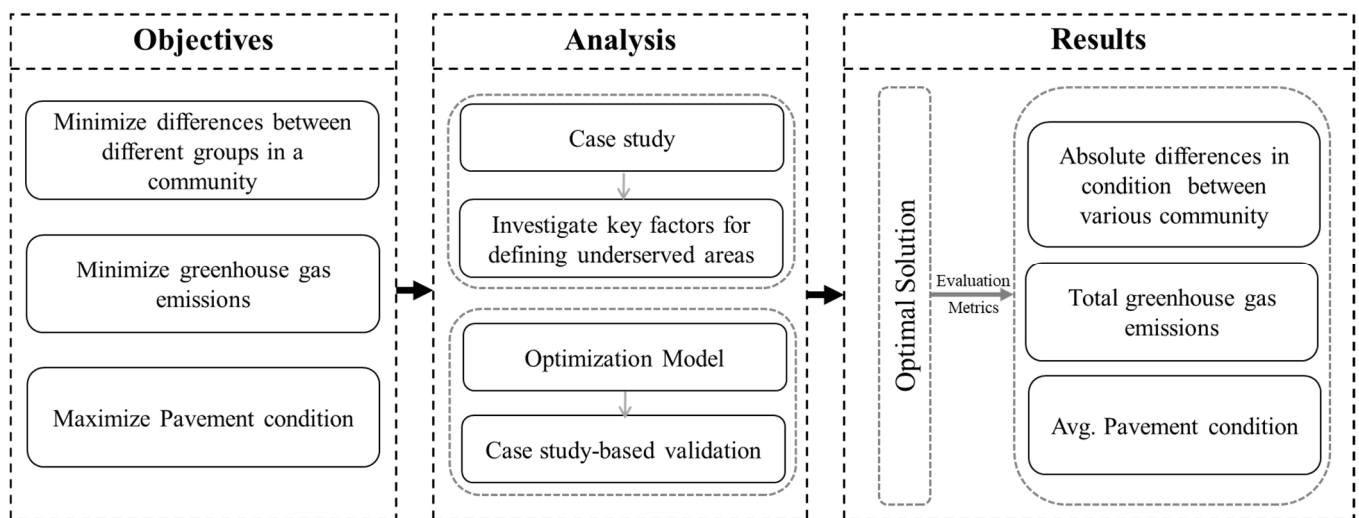 Objectives
Minimize differences between
different groups in a
community
Minimize greenhouse gas
emissions
Maximize Pavement condition
Analysis
Case study
Investigate key factors for
defining underserved areas
Optimization Model
Case study-based validation
Results
Optimal Solution
Evaluation
Metrics
Absolute differences in
condition between
various community
Total greenhouse gas
emissions
Avg. Pavement condition